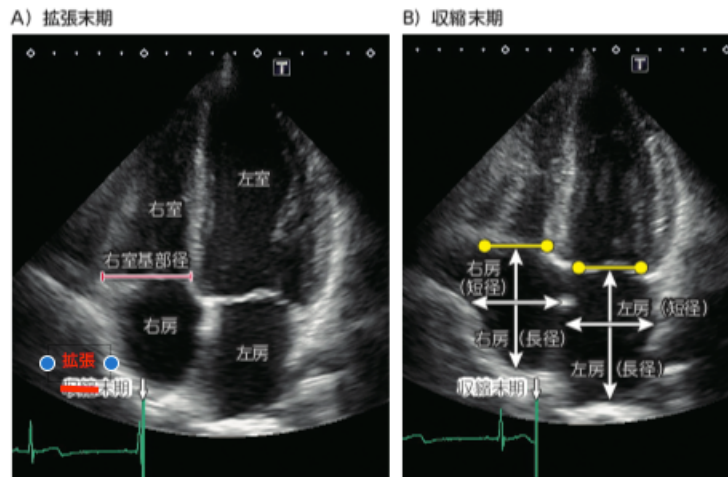 A）拡張末期
T
左室
右室
右室基部径
右房
左房
拡張
収縮末期
B）収縮末期
T
右房
（短径）
左房（短径）
右房（長径）
左房（長径）
収縮末期